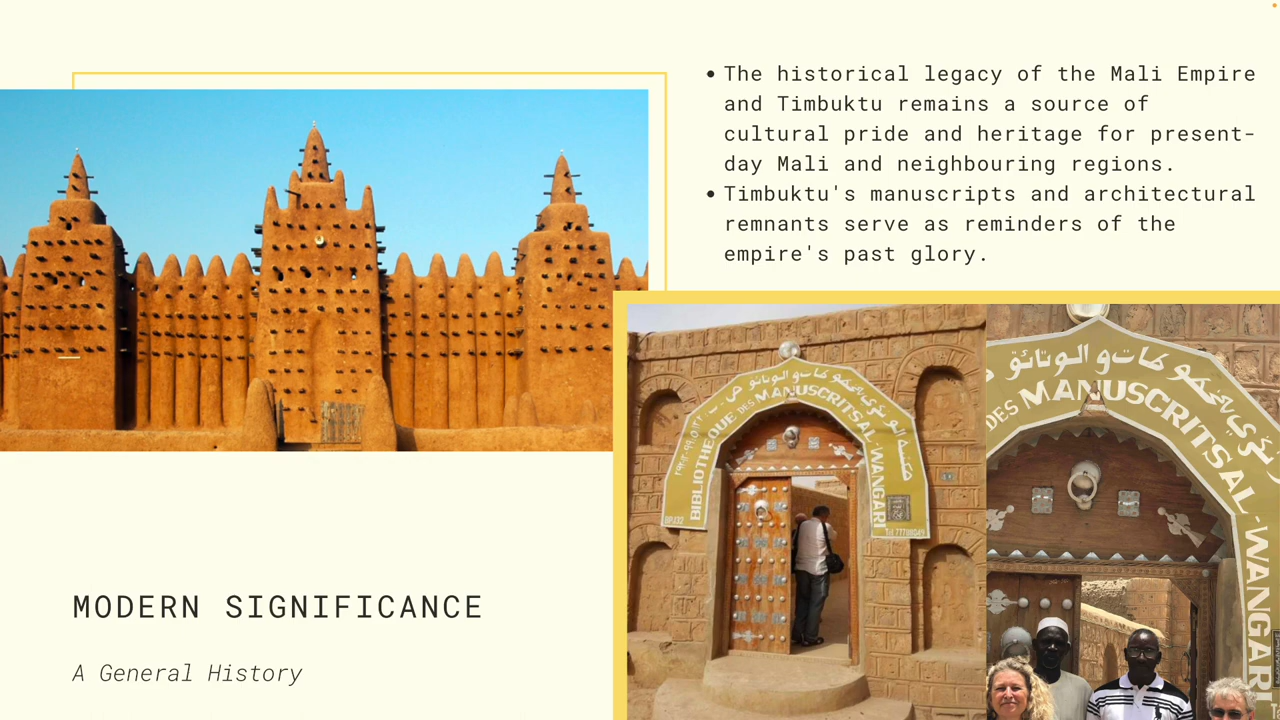 The historical legacy of the Mali Empire
and Timbuktu remains a source of
cultural pride and heritage for present-
day Mali and neighbouring regions.
Timbuktu's manuscripts and architectural
remnants serve as reminders of the
empire's past glory.
BIBLIOTHEQUE DES MANUSCRITS AL-WANGARI
DES MANUSCRITS AL-WANGARI
MODERN SIGNIFICANCE
A General History